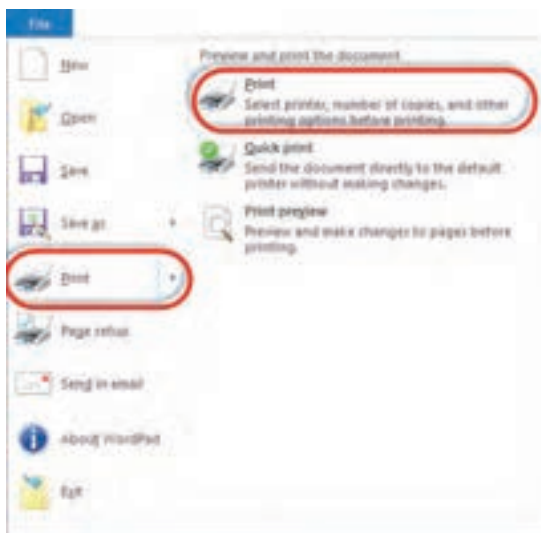 File
New
Open
Save
Save as
Print
Page setup
Send in email
About WordPad
Exit
Preview and print the document
Print
Select printer, number of copies, and other
printing options before printing.
Quick print
Send the document directly to the default
printer without making changes.
Print preview
Preview and make changes to pages before
printing.